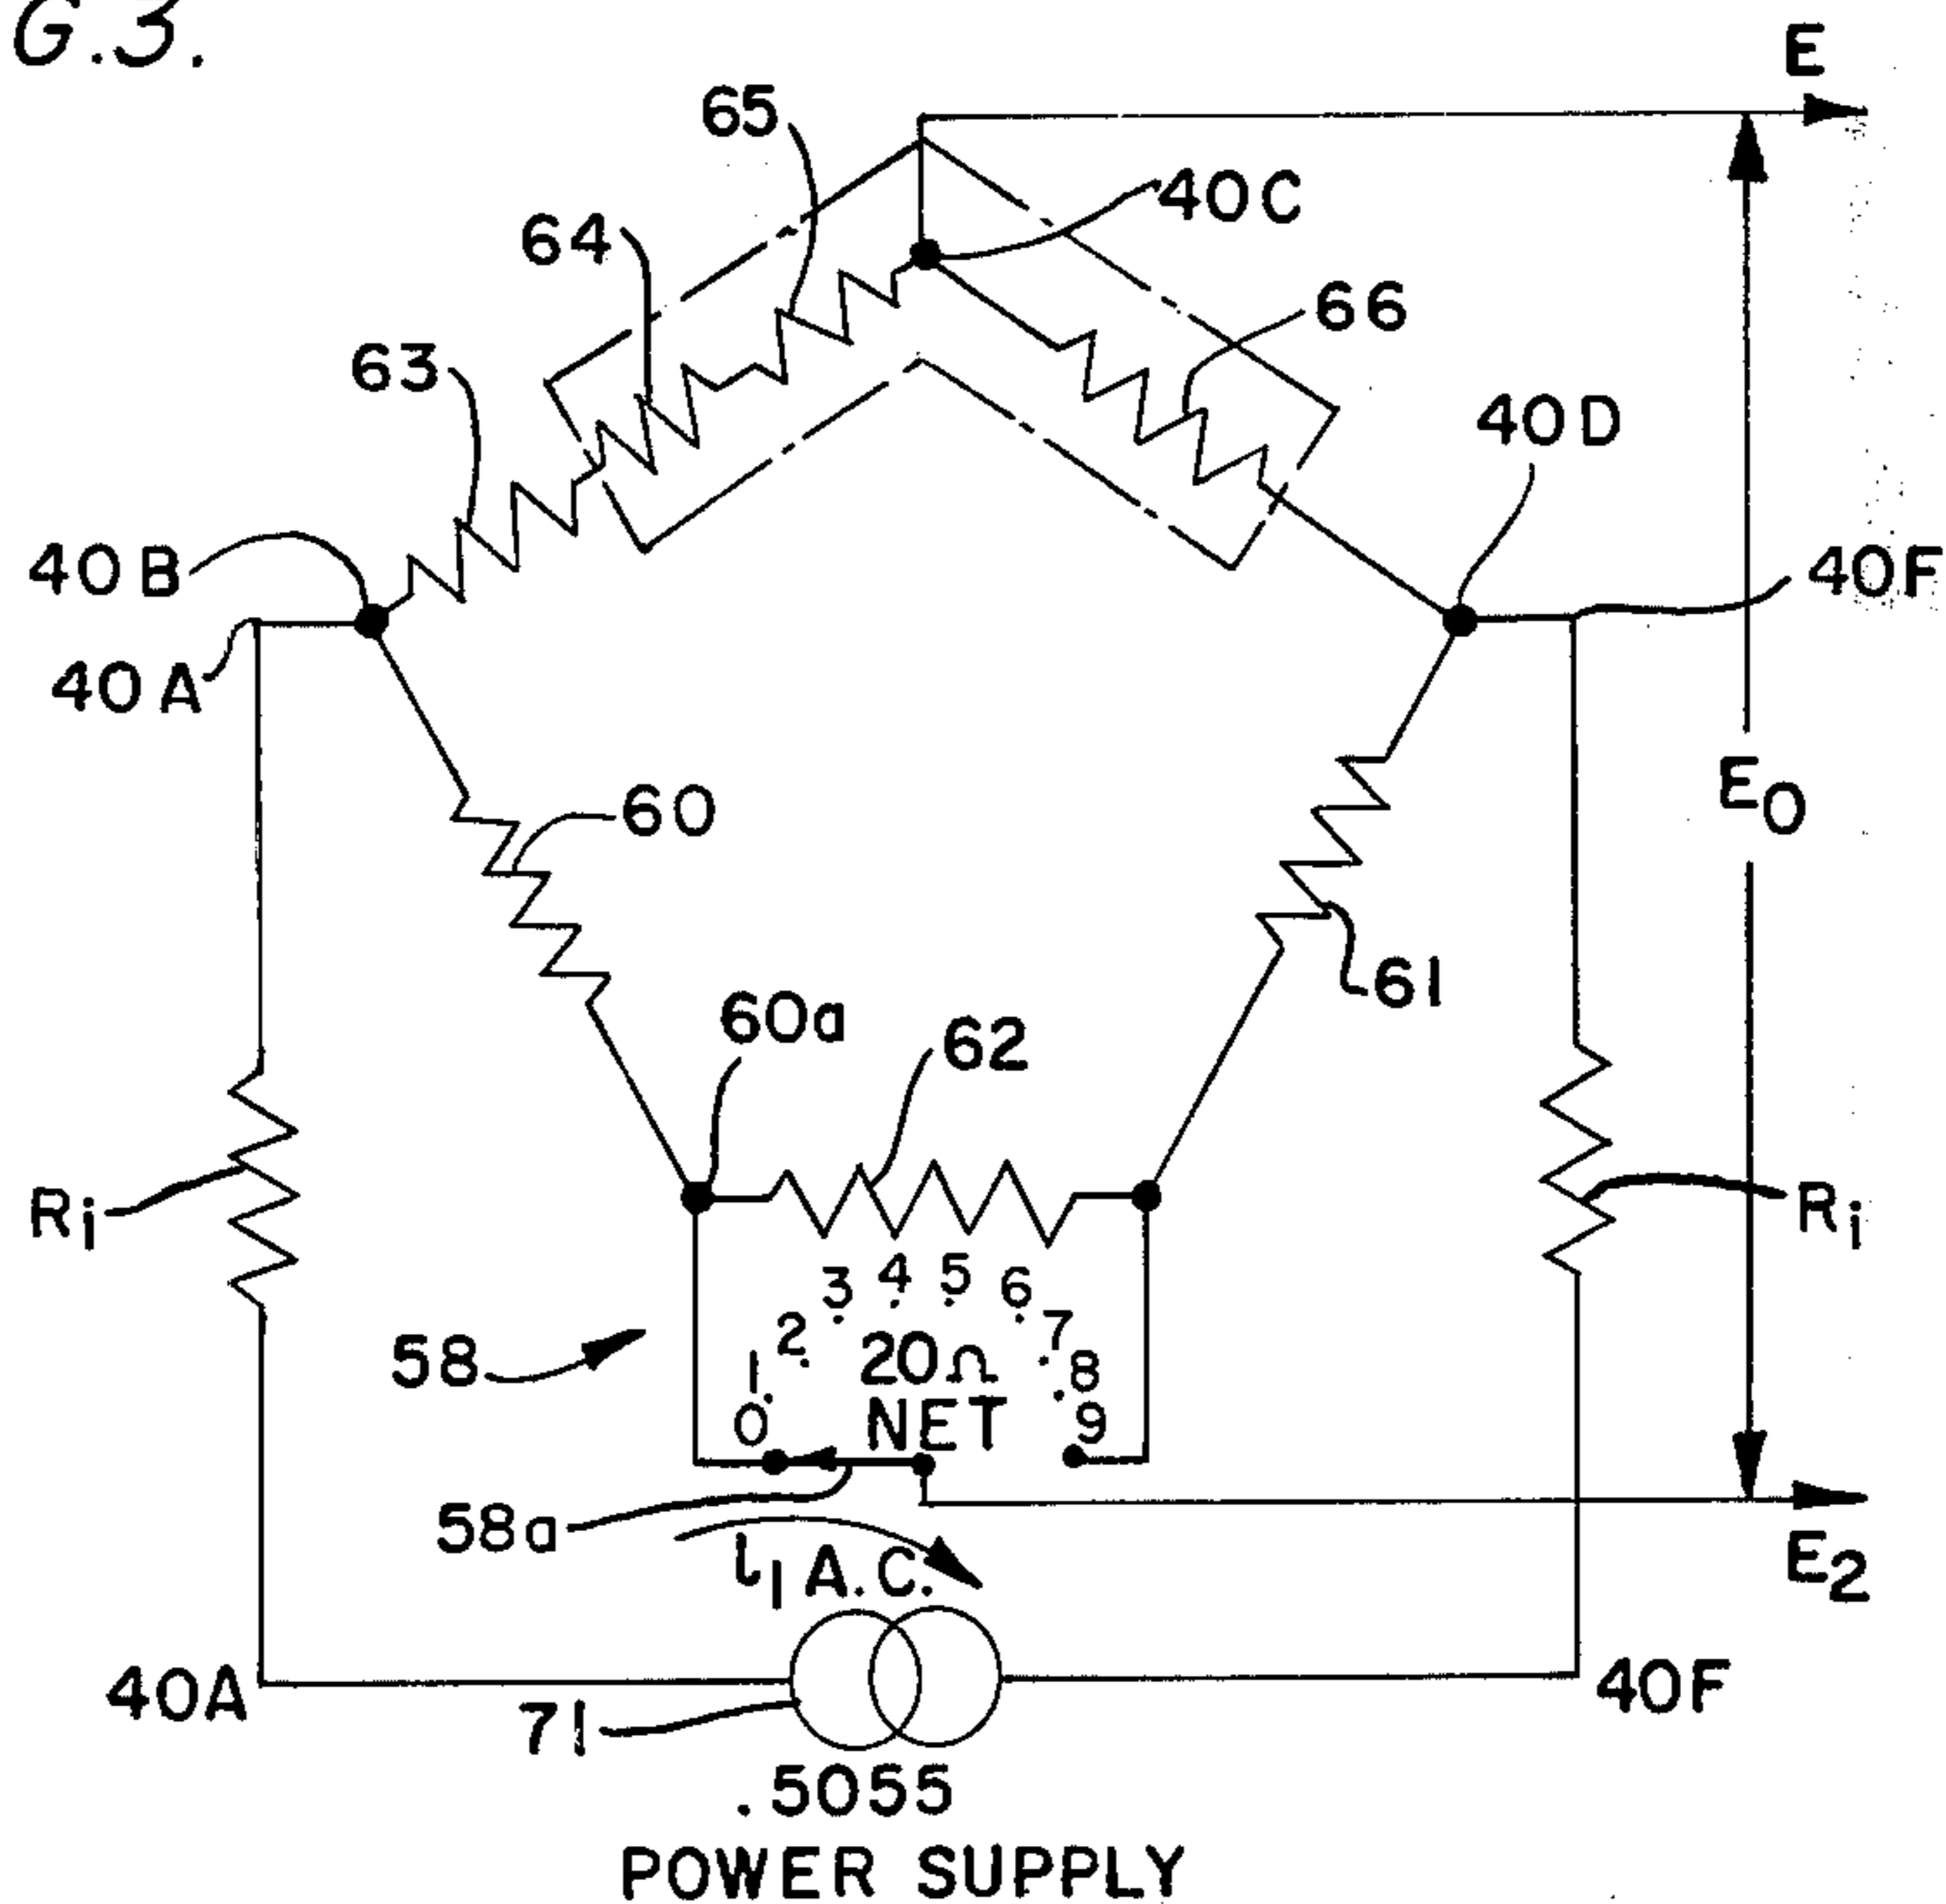 G.3.
E
65
40C
64
66
63
40D
40B
40F
40A
E0
60
61
60a
62
Ri
Ri
3 4 5 6
2 7
58
20Ω
1 8
0 NET 9
58a
i1 A.C.
E2
40A
40F
71
.5055
POWER SUPPLY